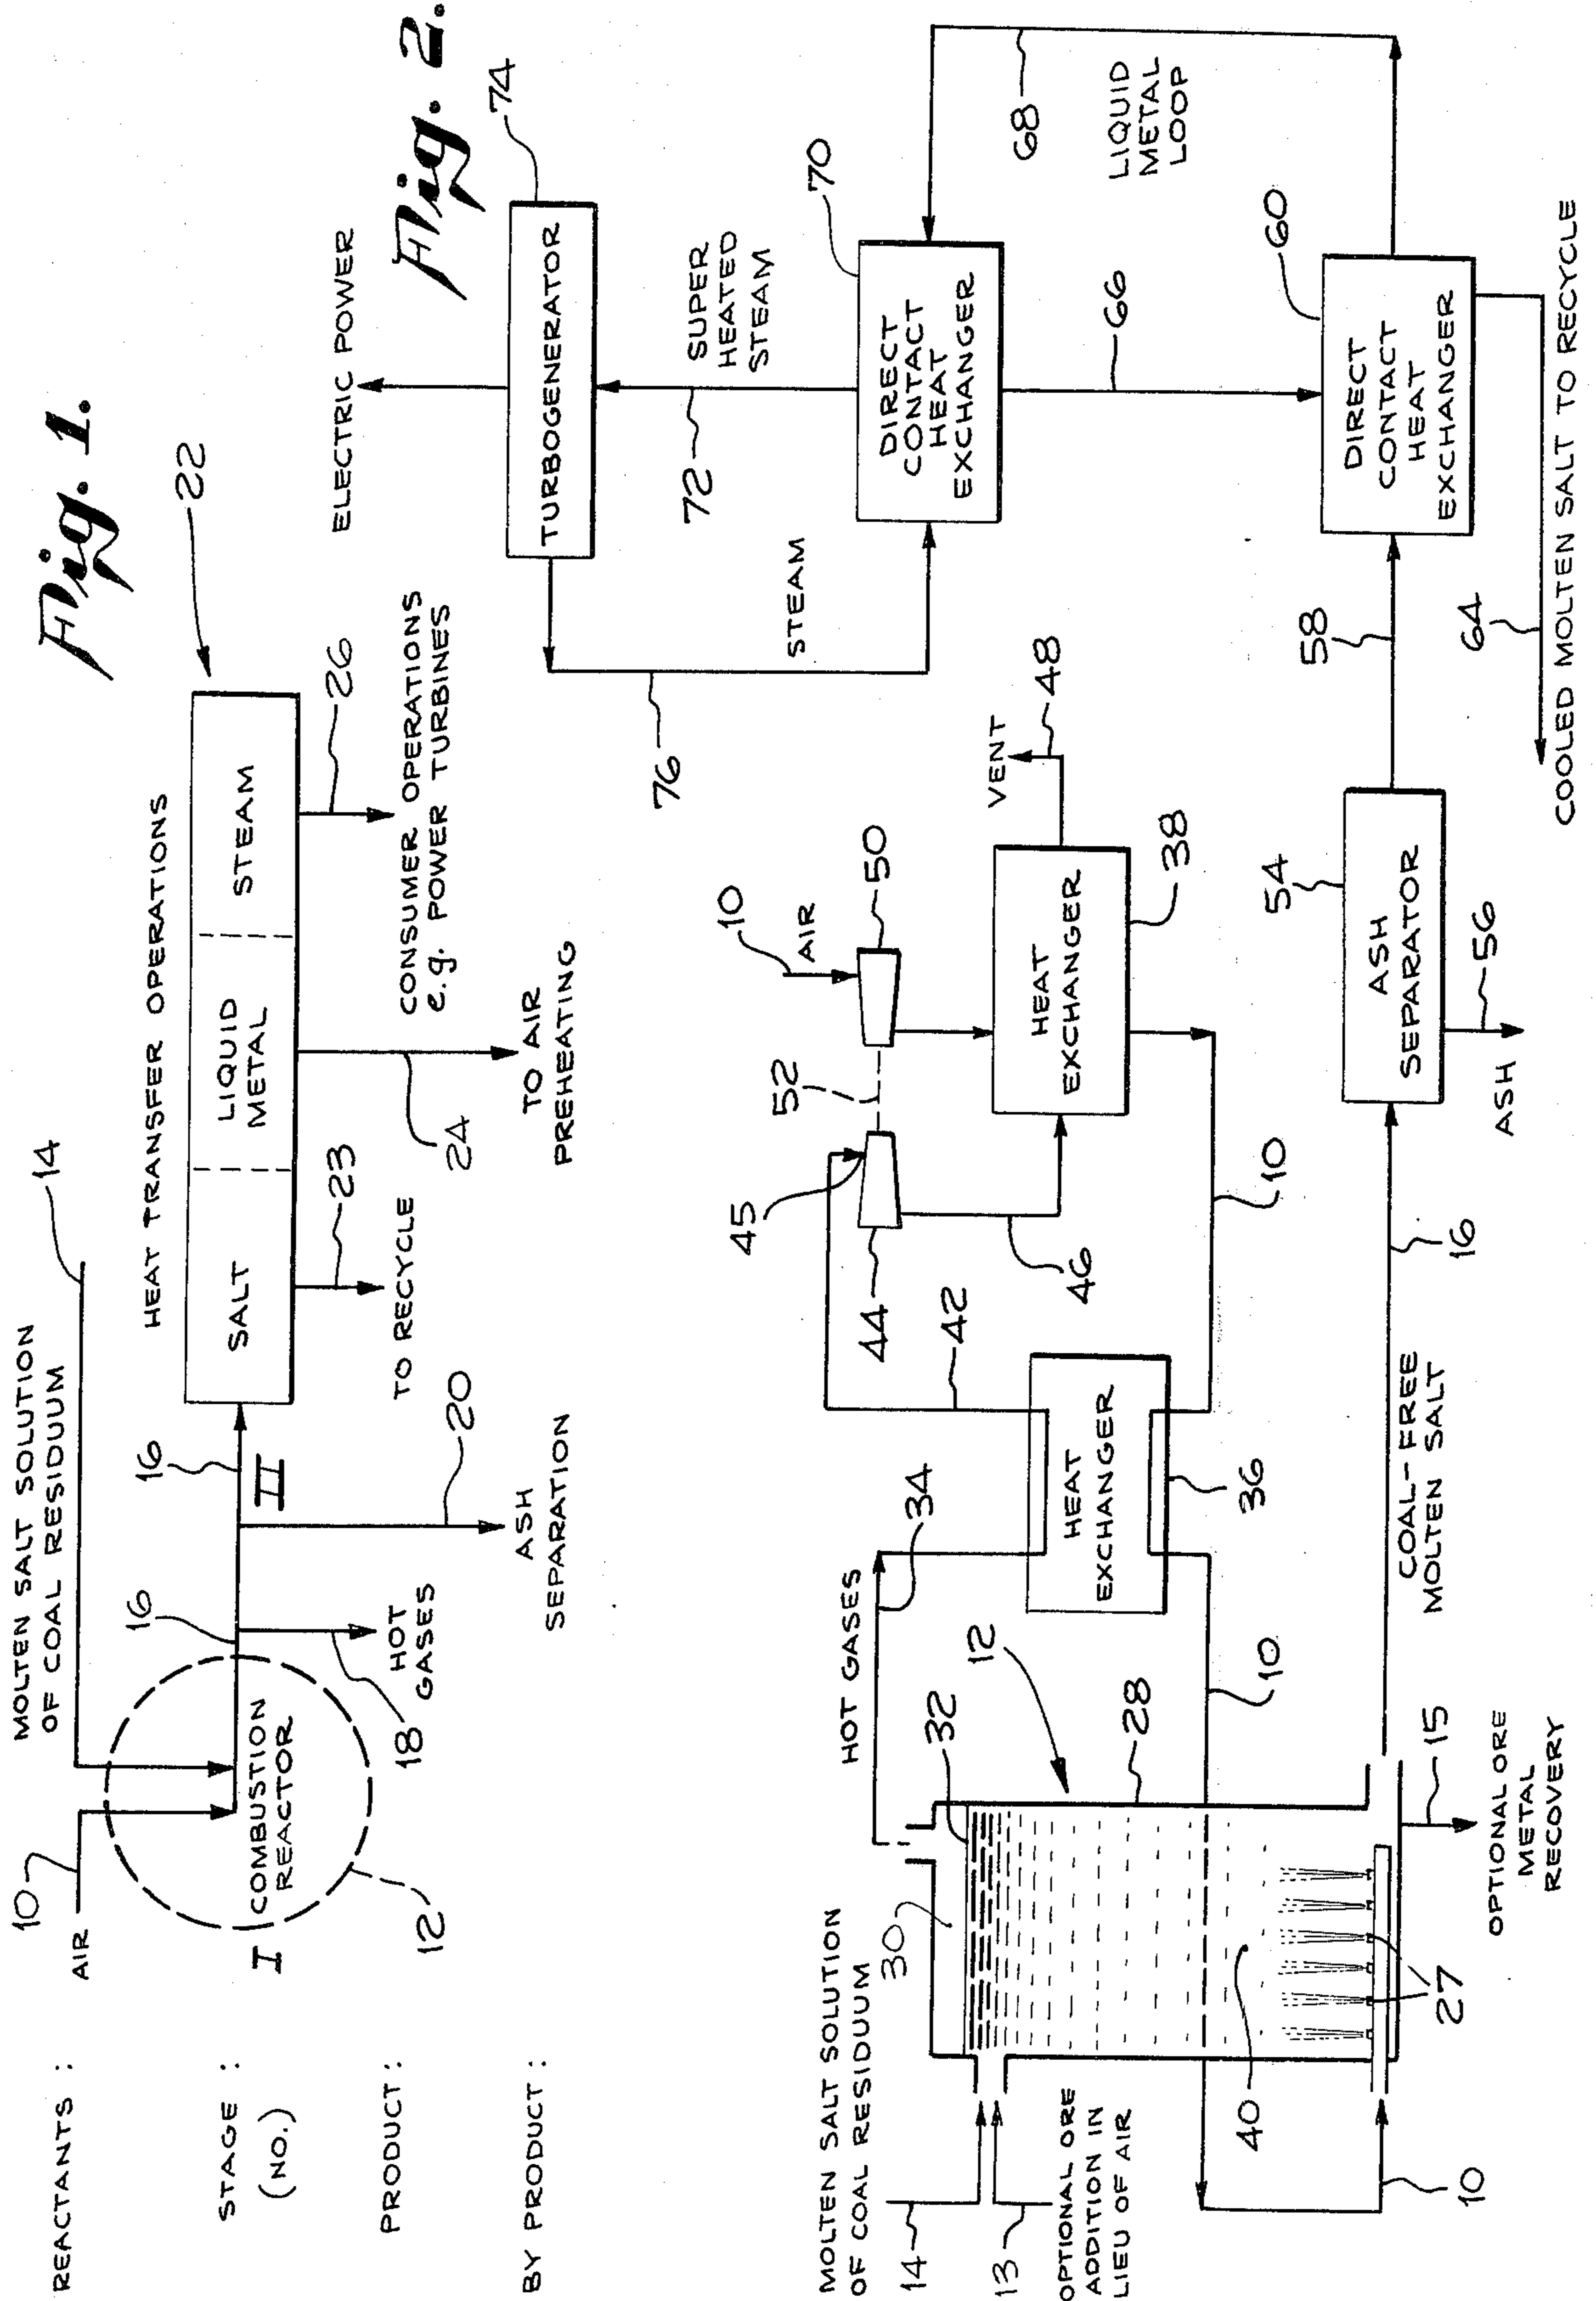 Fig. 1.
REACTANTS :
STAGE :
(NO.)
PRODUCT :
BY PRODUCT :
10
AIR
MOLTEN SALT SOLUTION
OF COAL RESIDUUM
14
I
COMBUSTION
REACTOR
12
16
18
HOT
GASES
16
II
20
ASH
SEPARATION
HEAT TRANSFER OPERATIONS
22
SALT
LIQUID
METAL
STEAM
23
TO RECYCLE
24
TO AIR
PREHEATING
26
CONSUMER OPERATIONS
e.g. POWER TURBINES
Fig. 2.
MOLTEN SALT SOLUTION
OF COAL RESIDUUM
14
13
OPTIONAL ORE
ADDITION IN
LIEU OF AIR
10
30
32
12
28
40
27
15
OPTIONAL ORE
METAL
RECOVERY
HOT GASES
34
10
HEAT
EXCHANGER
36
42
44
45
46
10
52
10
AIR
50
HEAT
EXCHANGER
38
VENT
48
COAL-FREE
MOLTEN SALT
16
ASH
SEPARATOR
54
ASH
56
58
DIRECT
CONTACT
HEAT
EXCHANGER
60
64
COOLED MOLTEN SALT TO RECYCLE
66
68
LIQUID
METAL
LOOP
DIRECT
CONTACT
HEAT
EXCHANGER
70
72
SUPER
HEATED
STEAM
STEAM
76
TURBOGENERATOR
74
ELECTRIC POWER